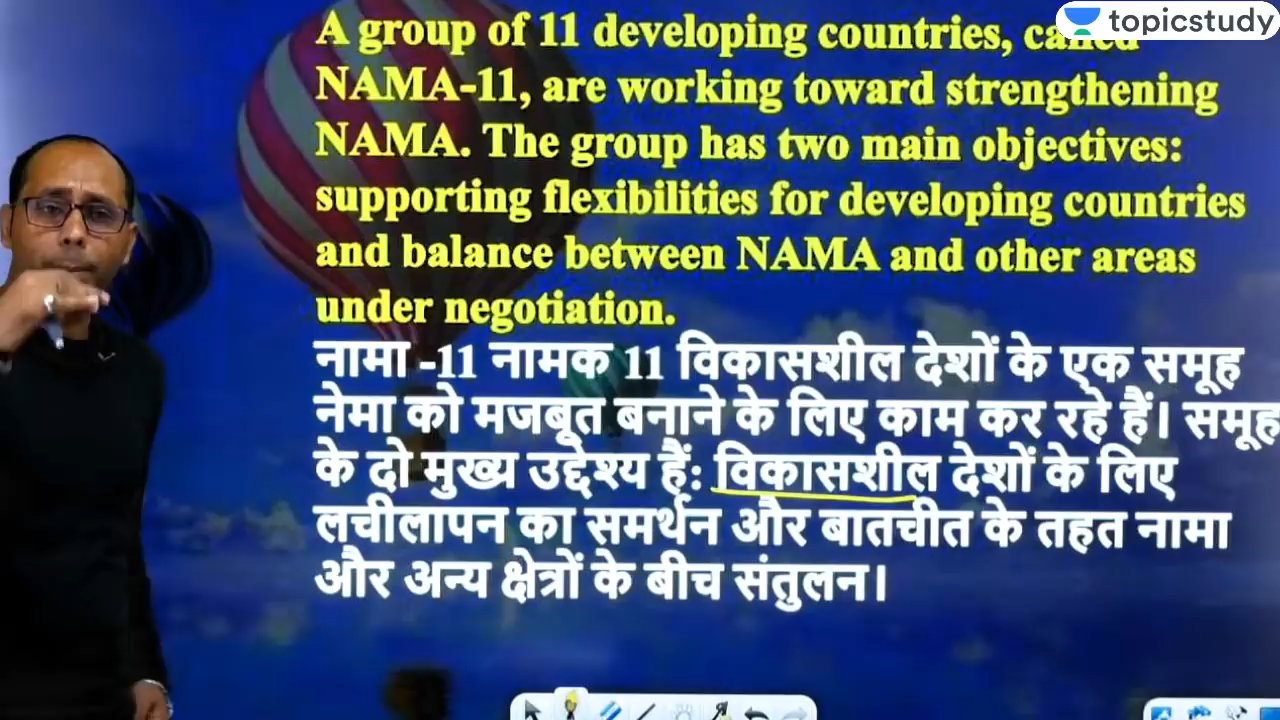 topicstudy
A group of 11 developing countries, called
NAMA-11, are working toward strengthening
NAMA. The group has two main objectives:
supporting flexibilities for developing countries
and balance between NAMA and other areas
under negotiation.
नामा -11 नामक 11 विकासशील देशों के एक समूह
नेमा को मजबूत बनाने के लिए काम कर रहे हैं। समूह
के दो मुख्य उद्देश्य हैं: विकासशील देशों के लिए
लचीलापन का समर्थन और बातचीत के तहत नामा
और अन्य क्षेत्रों के बीच संतुलन।